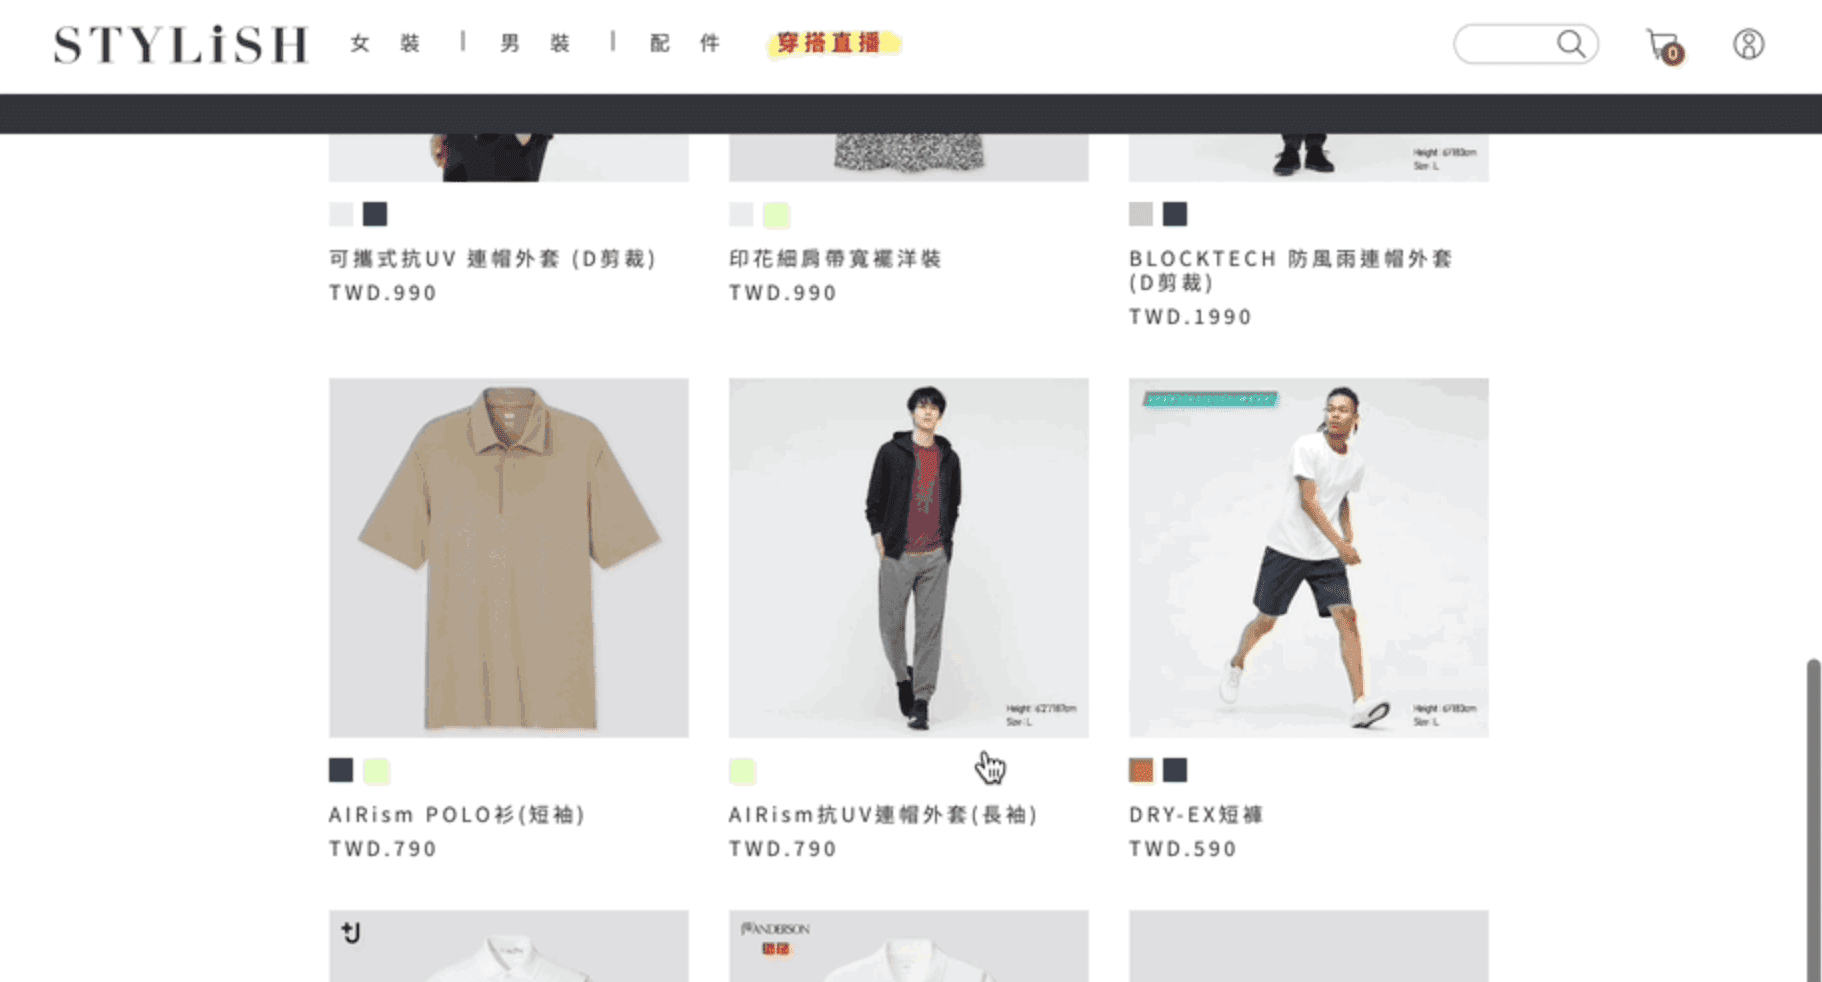 STYLiSH 女裝 | 男裝 | 配件 穿搭直播 0
Height : 6'/183cm
Size : L
可攜式抗UV 連帽外套 (D剪裁)
TWD.990
印花細肩帶寬襬洋裝
TWD.990
BLOCKTECH 防風雨連帽外套
(D剪裁)
TWD.1990
Height : 6'2"/187cm
Size : L
Height : 6'/183cm
Size : L
AIRism POLO衫(短袖)
TWD.790
AIRism抗UV連帽外套(長袖)
TWD.790
DRY-EX短褲
TWD.590
+J
JW ANDERSON